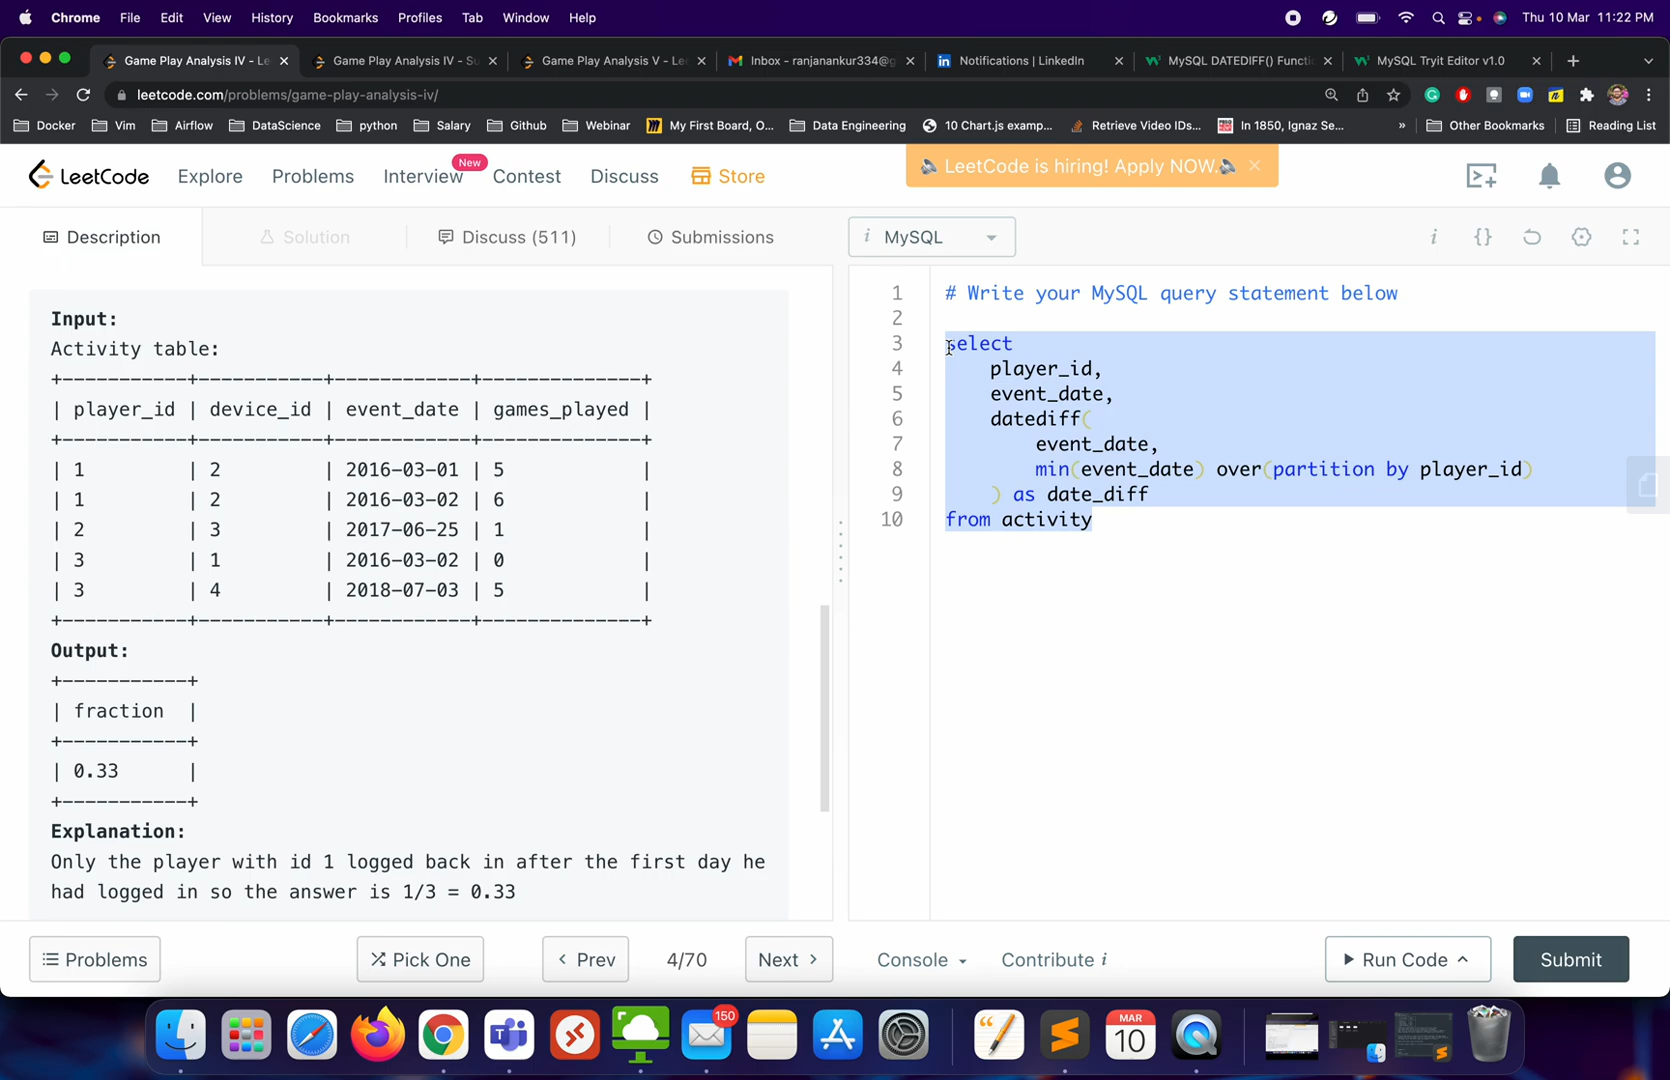 Chrome File Edit View History Bookmarks Profiles Tab Window Help Thu 10 Mar 11:22 PM
Game Play Analysis IV - Le Game Play Analysis IV - Su Game Play Analysis V - Lee Inbox - ranjanankur334@g Notifications | LinkedIn MySQL DATEDIFF() Functi MySQL Tryit Editor v1.0
leetcode.com/problems/game-play-analysis-iv/
Docker Vim Airflow DataScience python Salary Github Webinar My First Board, O... Data Engineering 10 Chart.js examp... Retrieve Video IDs... In 1850, Ignaz Se... » Other Bookmarks Reading List
LeetCode Explore Problems Interview New Contest Discuss Store LeetCode is hiring! Apply NOW.
Description Solution Discuss (511) Submissions i MySQL i {}
Input:
Activity table:
+-----------+-----------+------------+--------------+
| player_id | device_id | event_date | games_played |
+-----------+-----------+------------+--------------+
| 1 | 2 | 2016-03-01 | 5 |
| 1 | 2 | 2016-03-02 | 6 |
| 2 | 3 | 2017-06-25 | 1 |
| 3 | 1 | 2016-03-02 | 0 |
| 3 | 4 | 2018-07-03 | 5 |
+-----------+-----------+------------+--------------+
Output:
+-----------+
| fraction |
+-----------+
| 0.33 |
+-----------+
Explanation:
Only the player with id 1 logged back in after the first day he
had logged in so the answer is 1/3 = 0.33
1 # Write your MySQL query statement below
2
3 select
4 player_id,
5 event_date,
6 datediff(
7 event_date,
8 min(event_date) over(partition by player_id)
9 ) as date_diff
10 from activity
Problems Pick One Prev 4/70 Next Console Contribute i Run Code Submit
150
MAR
10